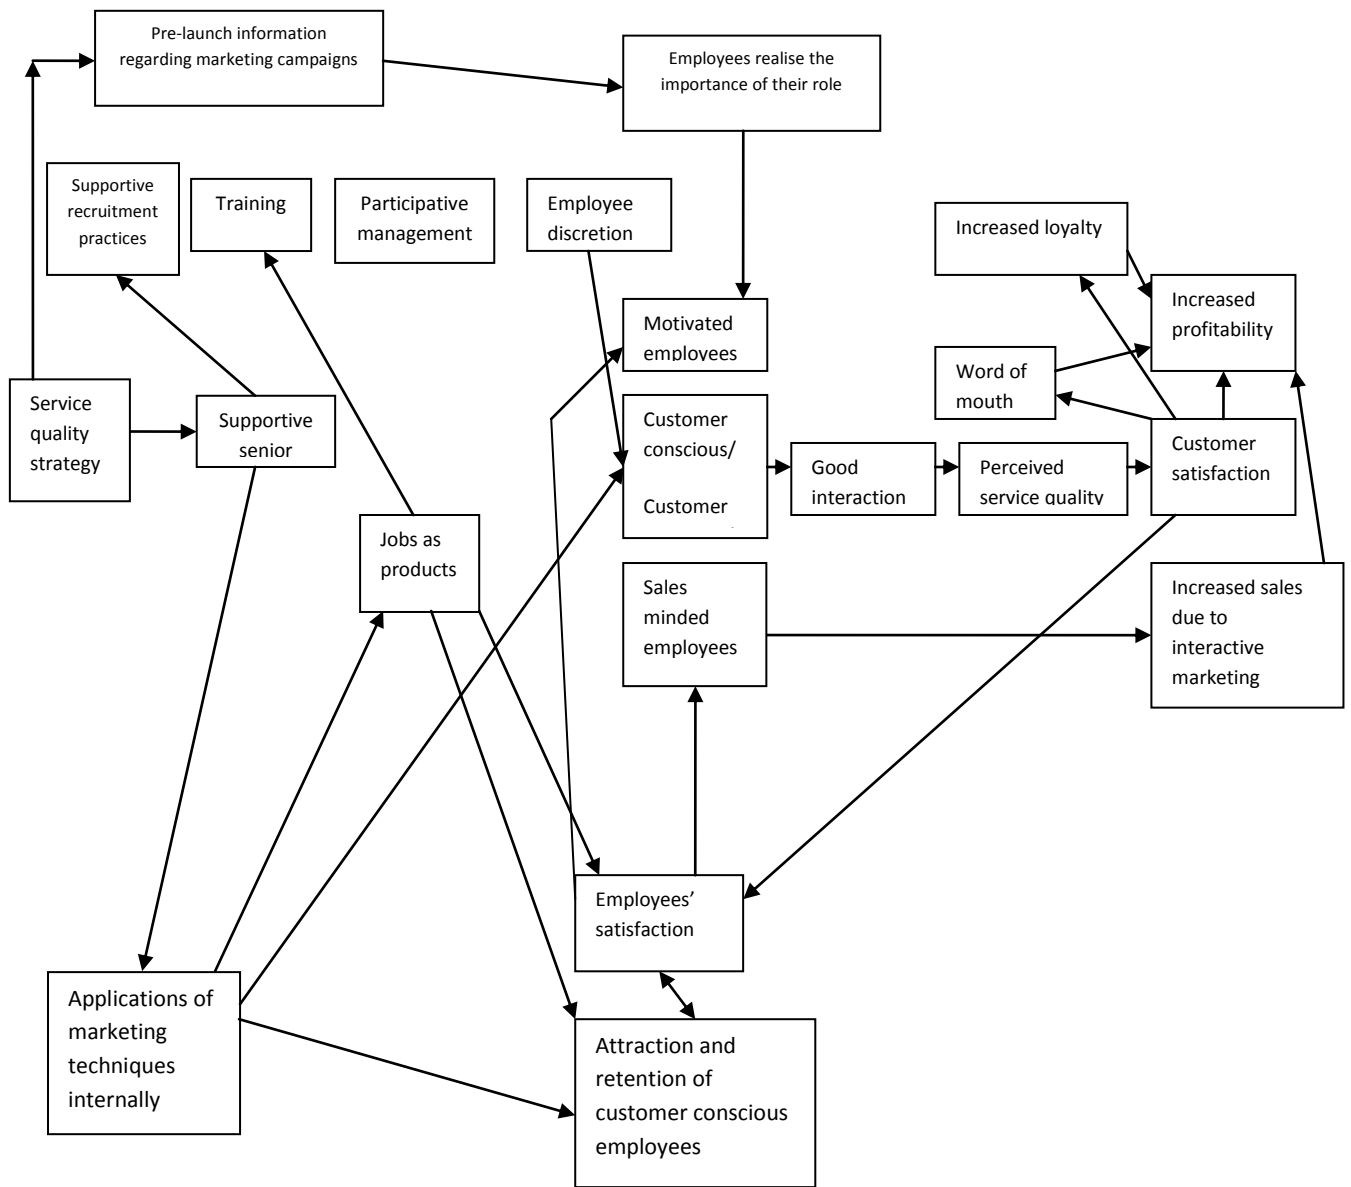 Pre-launch information
regarding marketing campaigns
Employees realise the
importance of their role
Supportive
recruitment
practices
Training
Participative
management
Employee
discretion
Increased loyalty
Increased
profitability
Motivated
employees
Word of
mouth
Service
quality
strategy
Supportive
senior
Customer
conscious/
Customer
Good
interaction
Perceived
service quality
Customer
satisfaction
Jobs as
products
Sales
minded
employees
Increased sales
due to
interactive
marketing
Employees’
satisfaction
Applications of
marketing
techniques
internally
Attraction and
retention of
customer conscious
employees